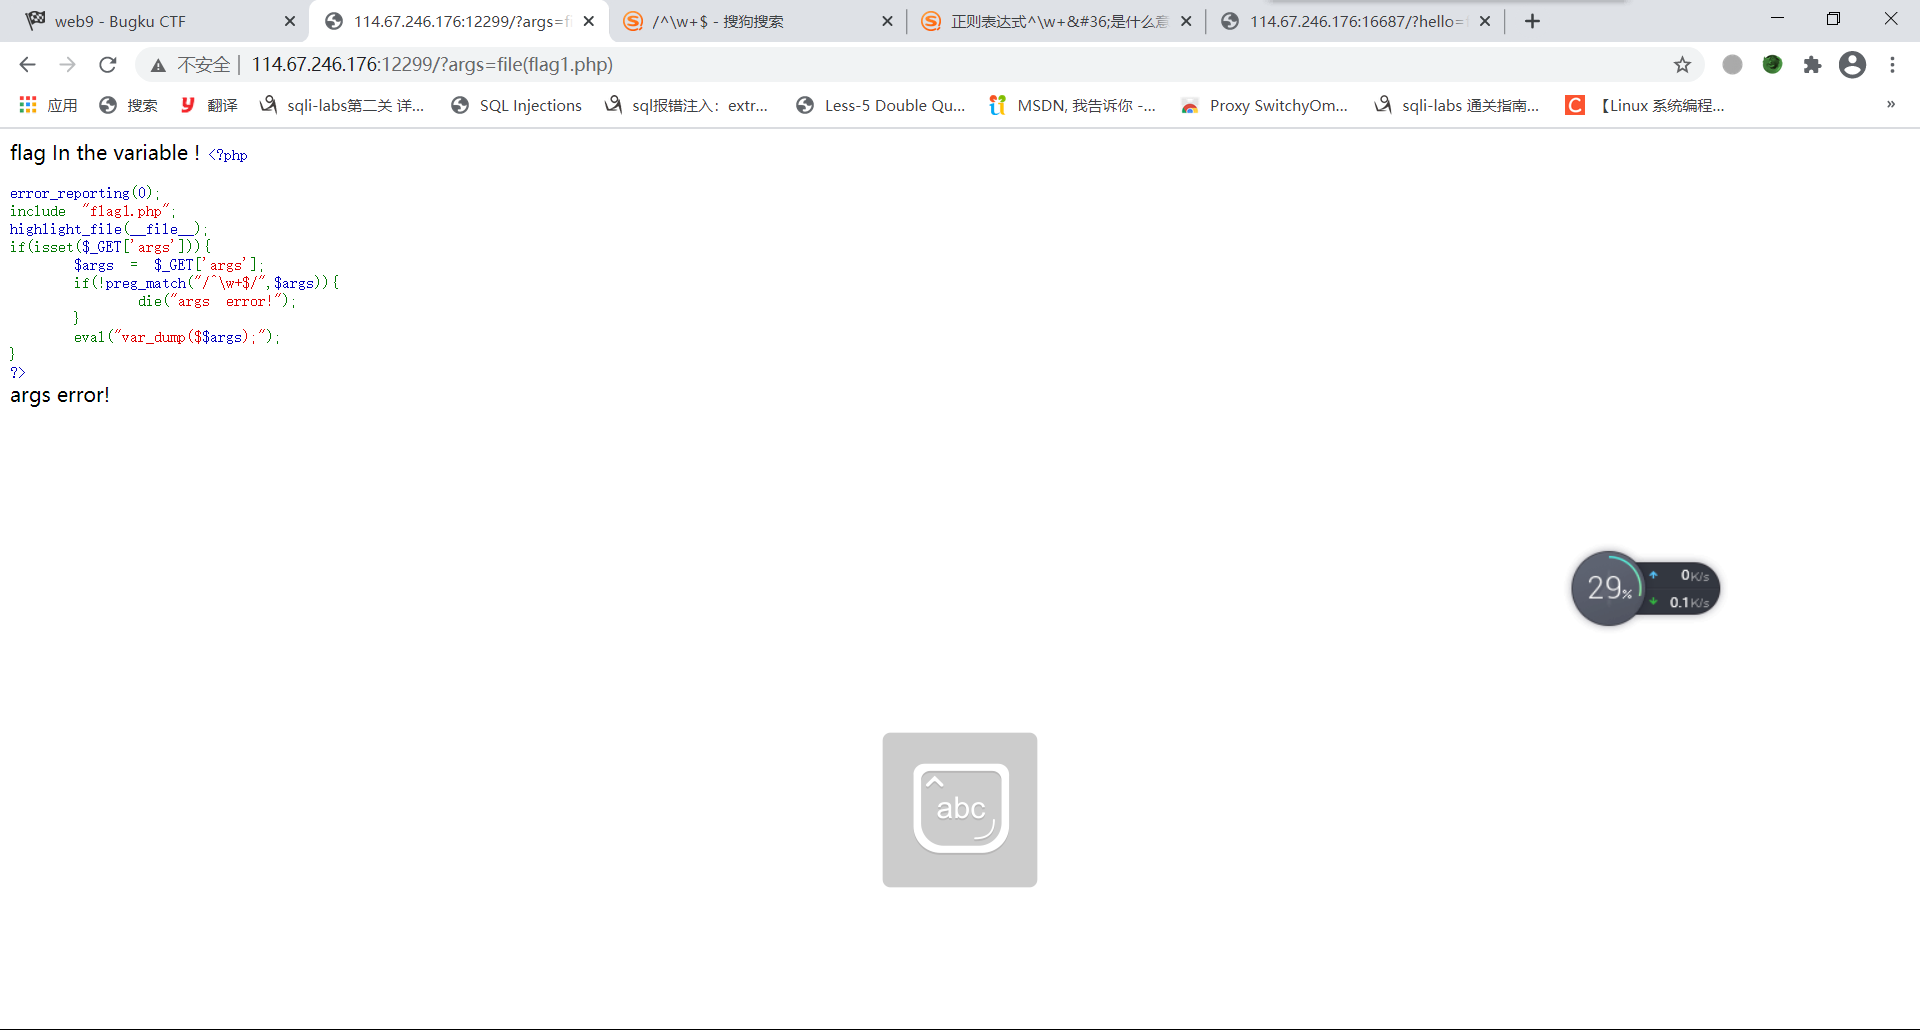 web9 - Bugku CTF
114.67.246.176:12299/?args=fi
/^\w+$ - 搜狗搜索
正则表达式^\w+&#36;是什么意
114.67.246.176:16687/?hello=
不安全 | 114.67.246.176:12299/?args=file(flag1.php)
应用
搜索
翻译
sqli-labs第二关 详...
SQL Injections
sql报错注入：extr...
Less-5 Double Qu...
MSDN, 我告诉你 -...
Proxy SwitchyOm...
sqli-labs 通关指南...
【Linux 系统编程...
»
flag In the variable ! <?php
error_reporting(0);
include "flag1.php";
highlight_file(__file__);
if(isset($_GET['args'])){
$args = $_GET['args'];
if(!preg_match("/^\w+$/",$args)){
die("args error!");
}
eval("var_dump($$args);");
}
?>
args error!
29%
0K/s
0.1K/s
abc